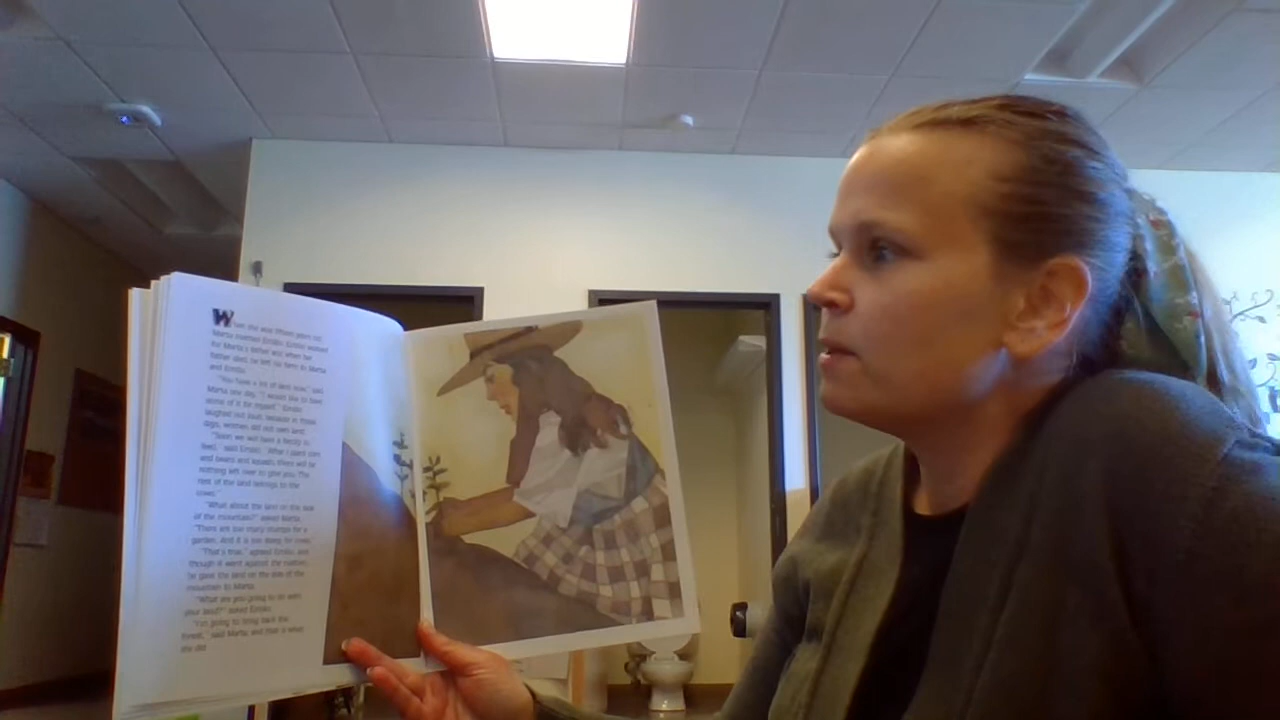 When she was fifteen years old,
Marta married Emilio. Emilio worked
for Marta's father and when her
father died, he left his farm to Marta
and Emilio.
"You have a lot of land now," said
Marta one day. "I would like to have
some of it for myself." Emilio
laughed out loud, because in those
days, women did not own land.
"Soon we will have a family to
feed," said Emilio. "After I plant corn
and beans and squash there will be
nothing left over to give you. The
rest of the land belongs to the
cows."
"What about the land on the side
of the mountain?" asked Marta.
"There are too many stumps for a
garden. And it is too steep for cows."
"That's true," agreed Emilio, and
though it went against the custom,
he gave the land on the side of the
mountain to Marta.
"What are you going to do with
your land?" asked Emilio.
"I'm going to bring back the
forest," said Marta, and that is what
she did.